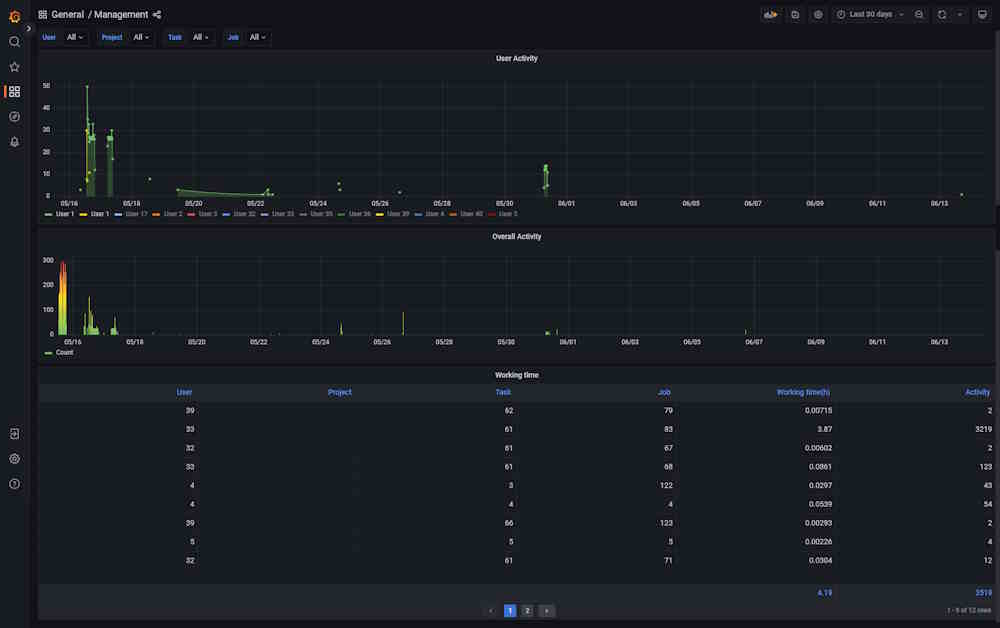 General / Management
Last 30 days
User All Project All Task All Job All
User Activity
50
40
30
20
10
0
05/16 05/18 05/20 05/22 05/24 05/26 05/28 05/30 06/01 06/03 06/05 06/07 06/09 06/11 06/13
User 1 User 1 User 17 User 2 User 3 User 32 User 33 User 35 User 36 User 39 User 4 User 40 User 5
Overall Activity
300
200
100
0
05/16 05/18 05/20 05/22 05/24 05/26 05/28 05/30 06/01 06/03 06/05 06/07 06/09 06/11 06/13
Count
Working time
User Project Task Job Working time(h) Activity
39 62 79 0.00715 2
33 61 83 3.87 3219
32 61 67 0.00602 2
33 61 68 0.0861 123
4 3 122 0.0297 43
4 4 4 0.0539 54
39 66 123 0.00293 2
5 5 5 0.00226 4
32 61 71 0.0304 12
4.19 3519
1 2
1 - 9 of 12 rows